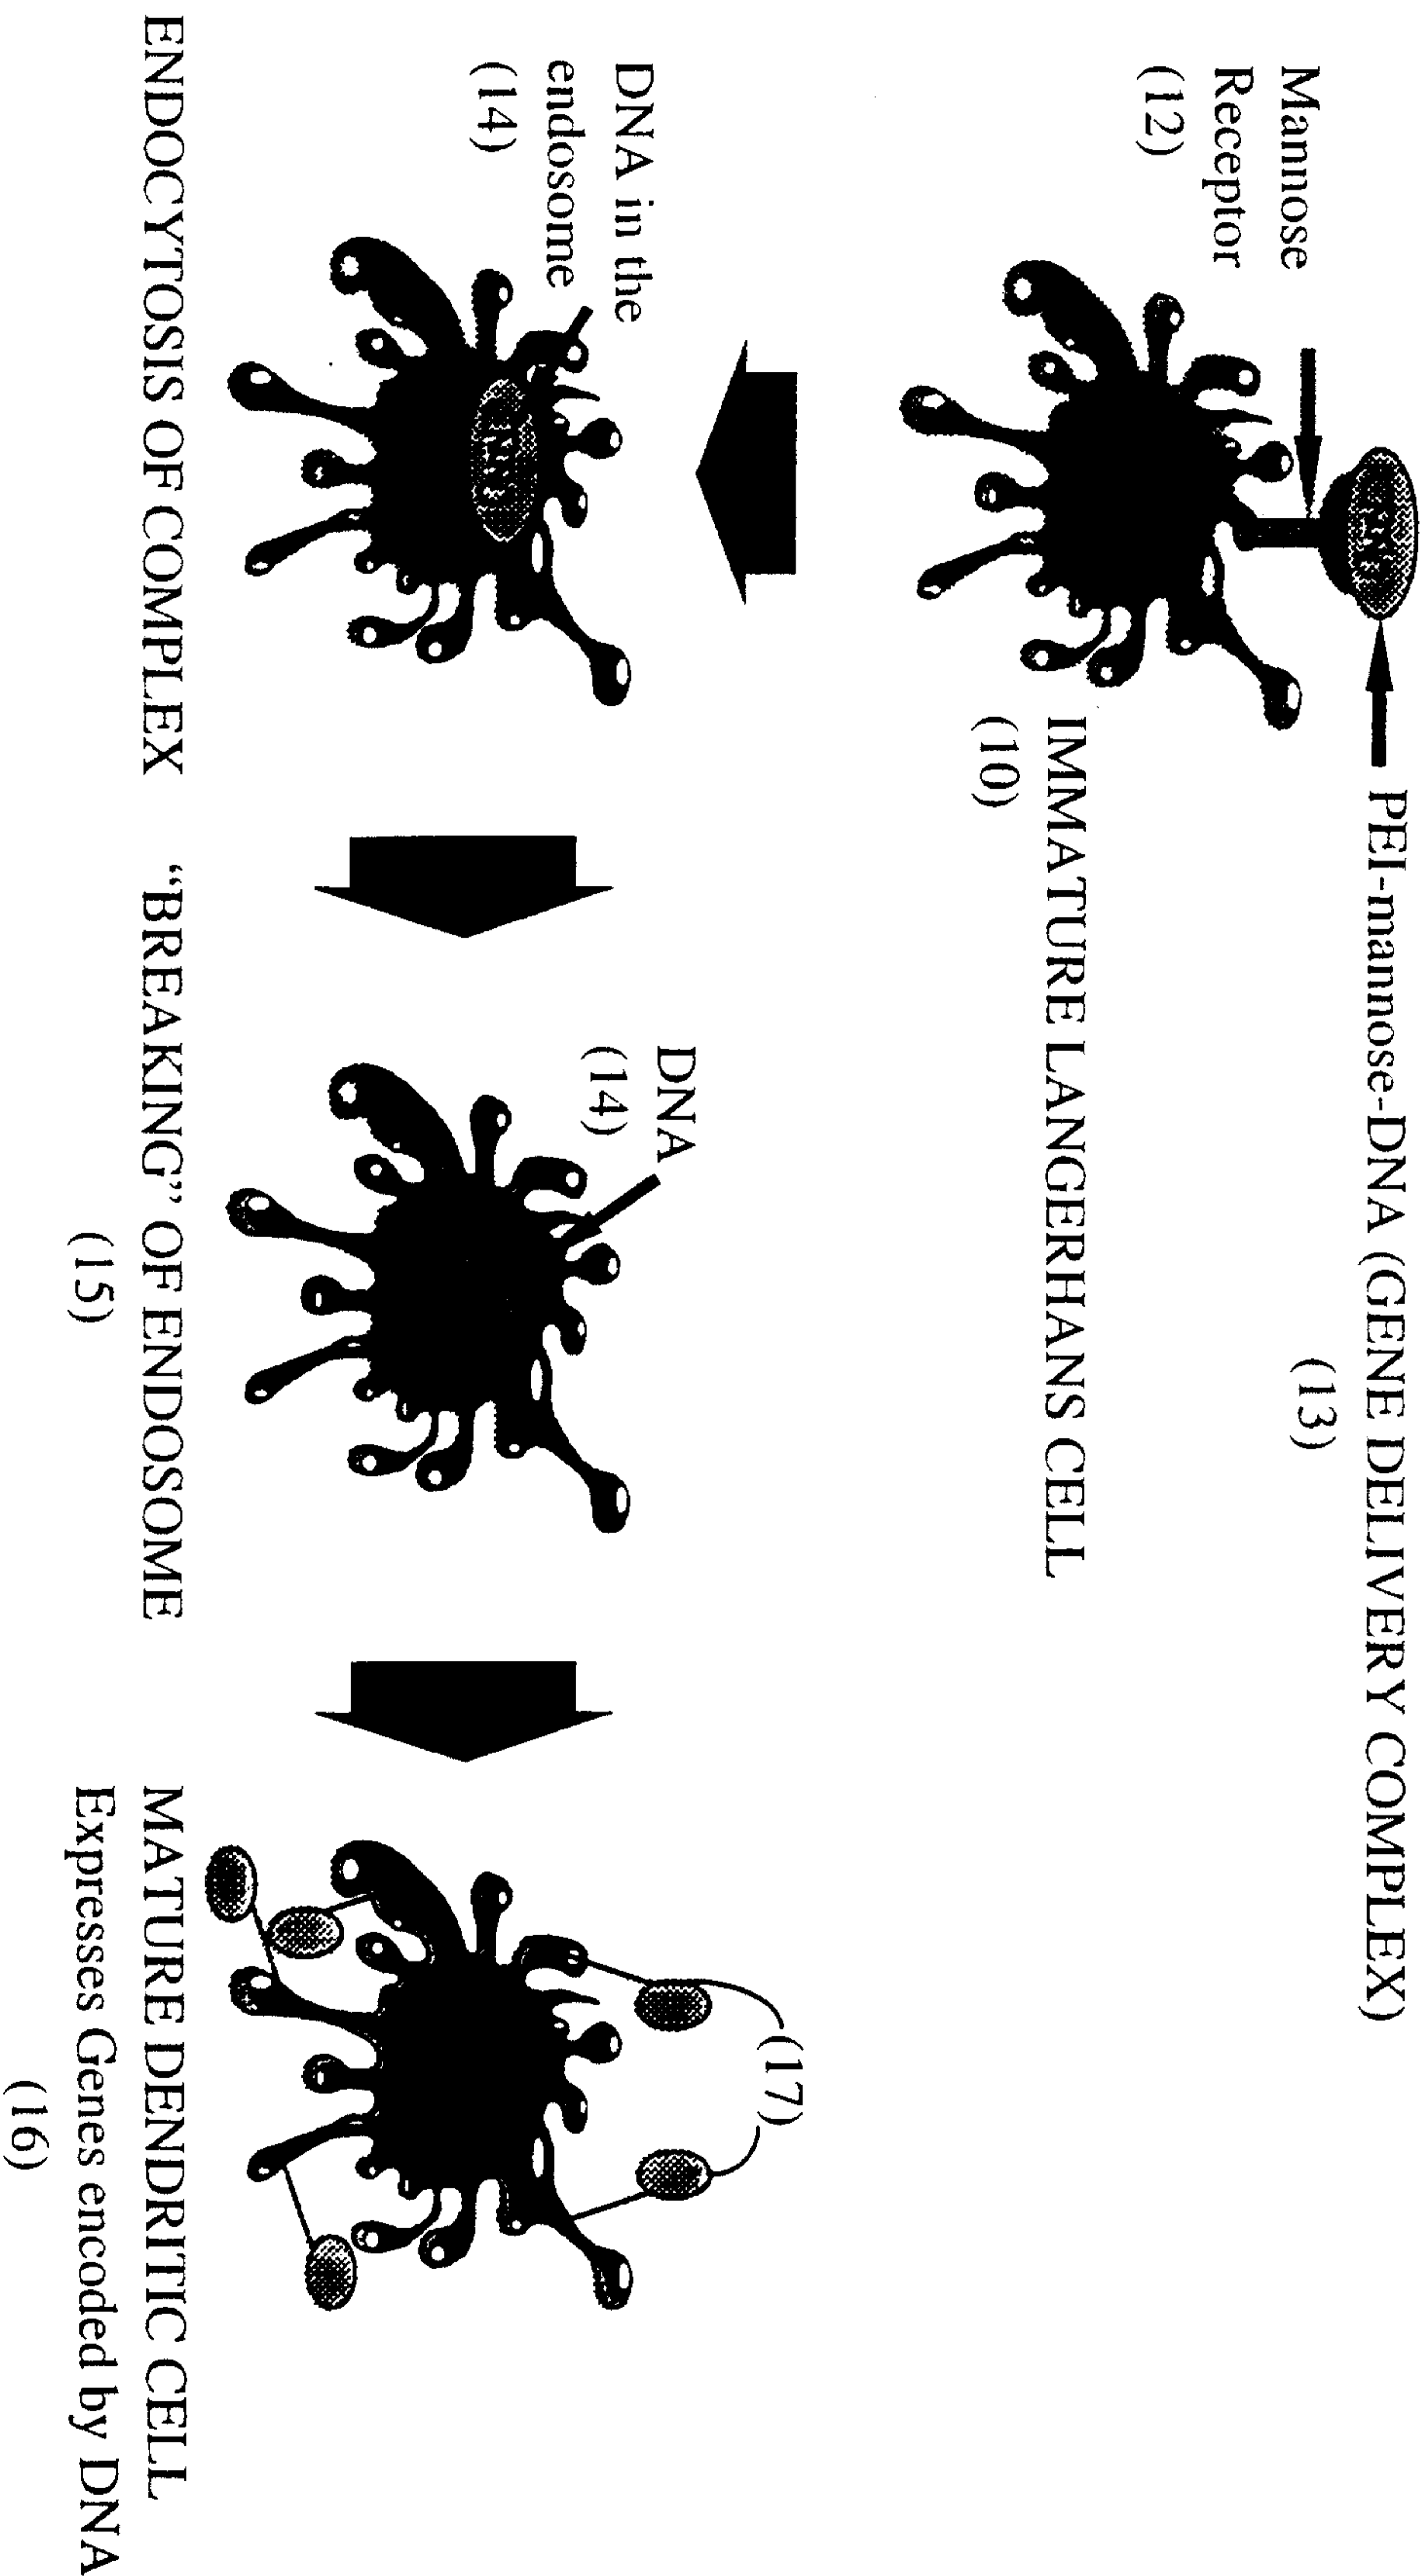 PEI-mannose-DNA (GENE DELIVERY COMPLEX)
(13)
Mannose
Receptor
(12)
IMMATURE LANGERHANS CELL
(10)
DNA in the
endosome
(14)
DNA
(14)
(17)
ENDOCYTOSIS OF COMPLEX
“BREAKING” OF ENDOSOME
(15)
MATURE DENDRITIC CELL
Expresses Genes encoded by DNA
(16)